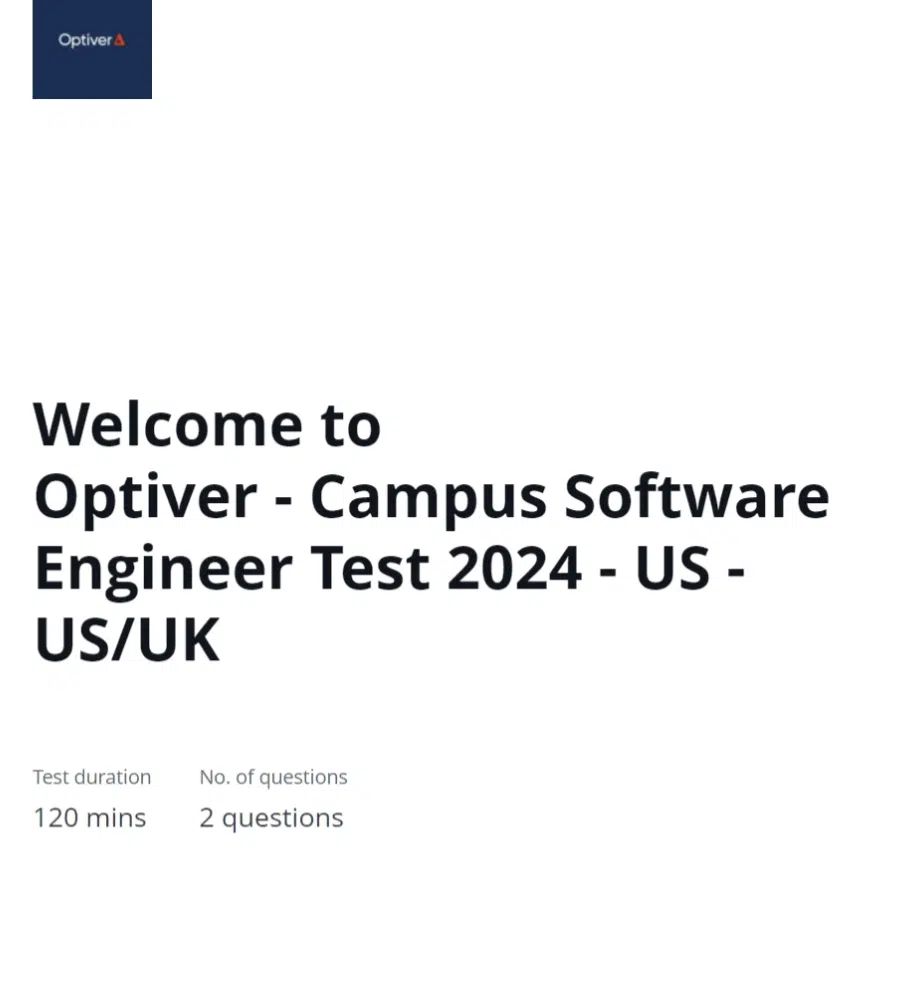 Optiver
Welcome to
Optiver - Campus Software
Engineer Test 2024 - US -
US/UK
Test duration No. of questions
120 mins 2 questions